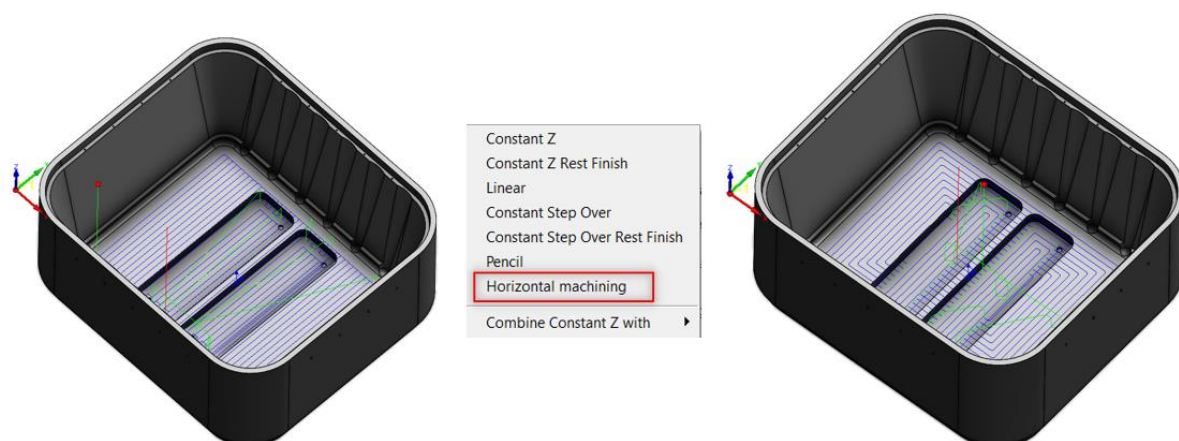 Constant Z
Constant Z Rest Finish
Linear
Constant Step Over
Constant Step Over Rest Finish
Pencil
Horizontal machining
Combine Constant Z with